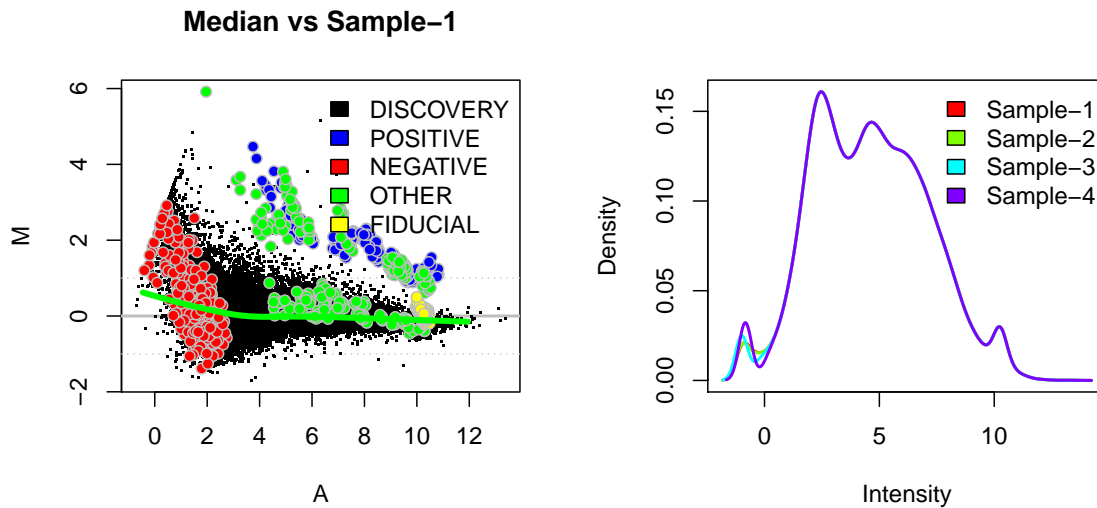 Median vs Sample−1
M
6
4
2
0
−2
DISCOVERY
POSITIVE
NEGATIVE
OTHER
FIDUCIAL
0 2 4 6 8 10 12
A
Density
0.15
0.10
0.05
0.00
Sample−1
Sample−2
Sample−3
Sample−4
0 5 10
Intensity